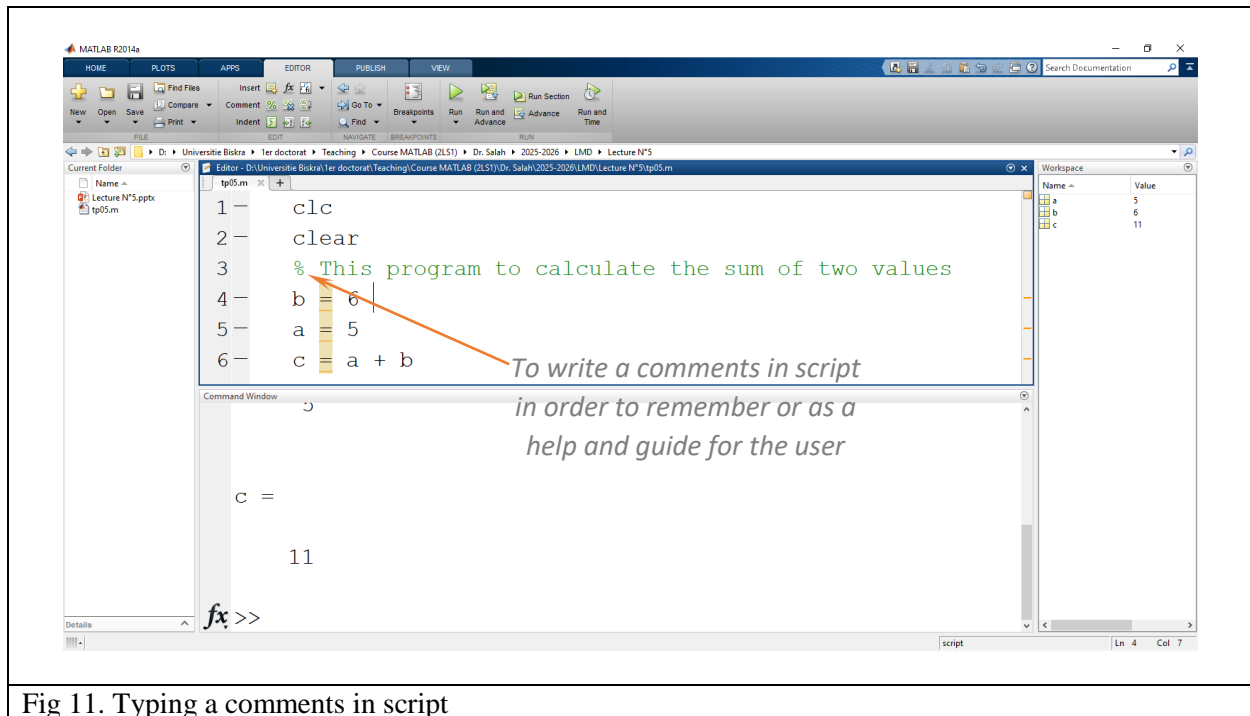 MATLAB R2014a
HOME PLOTS APPS EDITOR PUBLISH VIEW
Search Documentation
New Open Save
Find Files
Compare
Print
Insert fx
Comment
Indent
Go To
Find
Breakpoints
Run
Run and Advance
Run Section
Advance
Run and Time
FILE EDIT NAVIGATE BREAKPOINTS RUN
D: Universitie Biskra 1er doctorat Teaching Course MATLAB (2LS1) Dr. Salah 2025-2026 LMD Lecture N°5
Current Folder
Name
Lecture N°5.pptx
tp05.m
Editor - D:\Universitie Biskra\1er doctorat\Teaching\Course MATLAB (2LS1)\Dr. Salah\2025-2026\LMD\Lecture N°5\tp05.m
tp05.m
1 clc
2 clear
3 % This program to calculate the sum of two values
4 b = 6
5 a = 5
6 c = a + b
To write a comments in script
in order to remember or as a
help and guide for the user
Command Window
5
c =
11
fx >>
Workspace
Name Value
a 5
b 6
c 11
Details
script
Ln 4 Col 7
Fig 11. Typing a comments in script